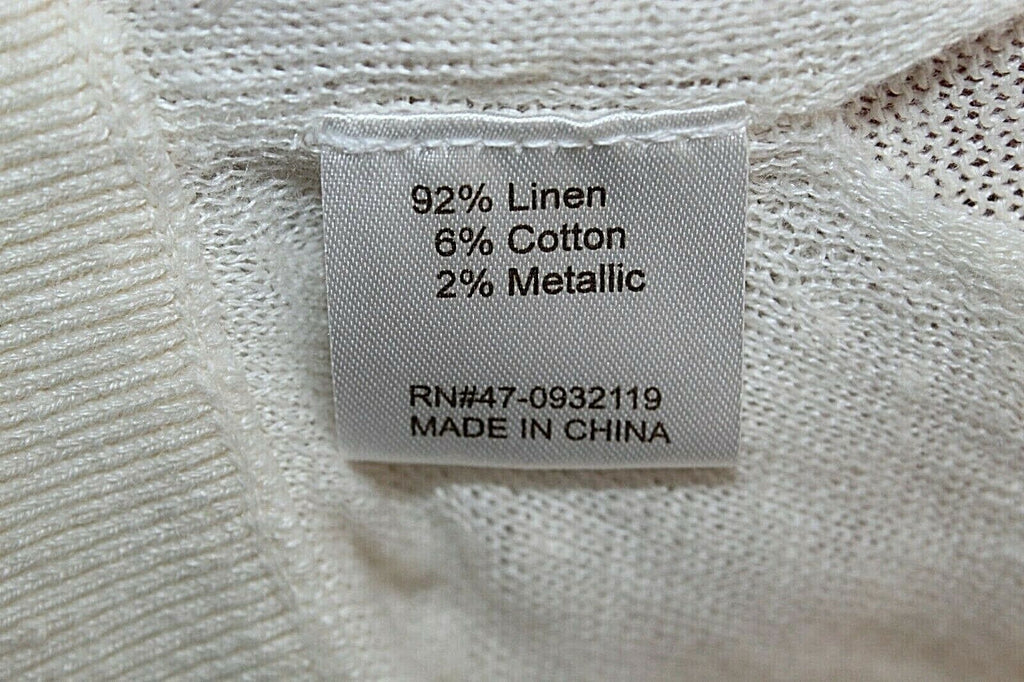 92% Linen
6% Cotton
2% Metallic
RN#47-0932119
MADE IN CHINA